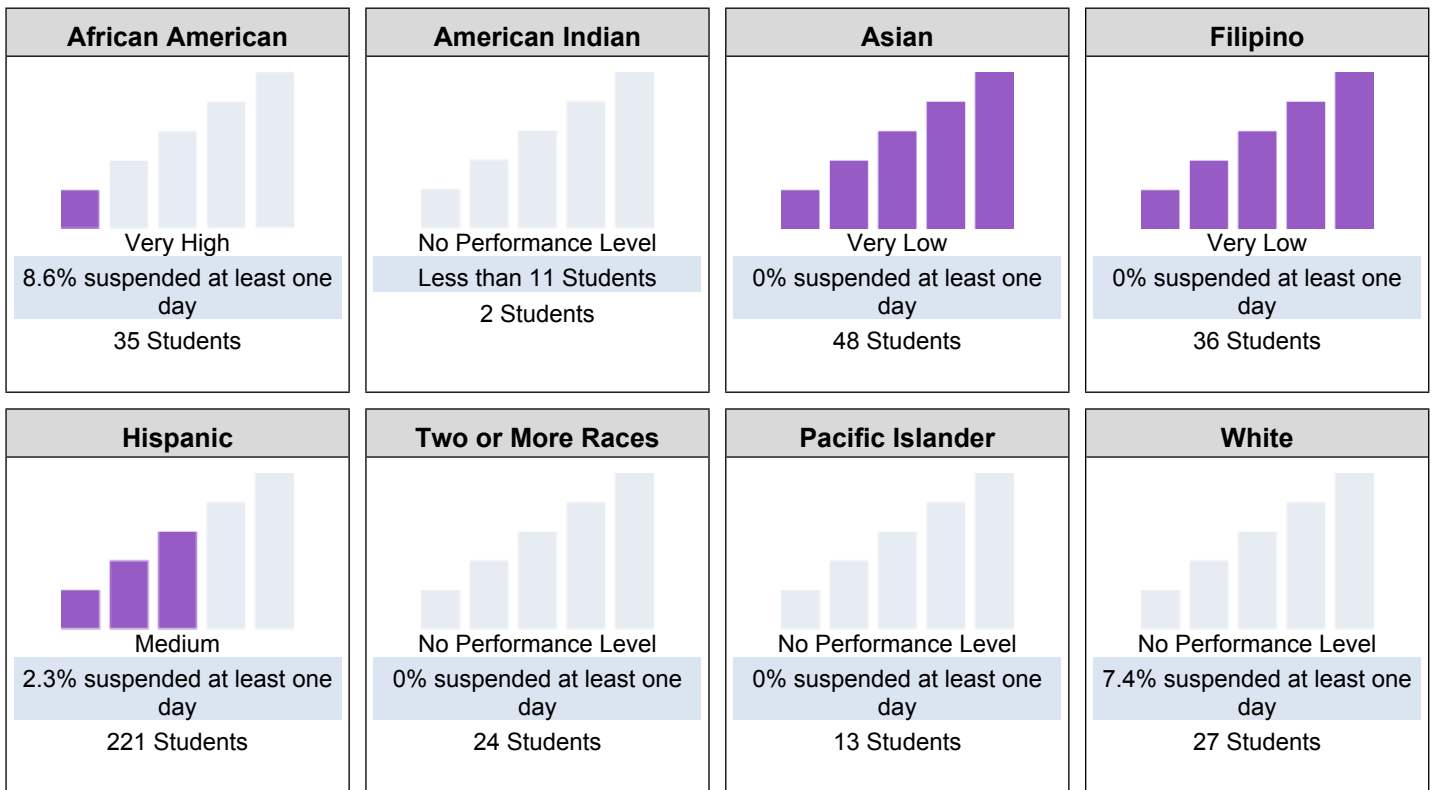 African American
Very High
8.6% suspended at least one
day
35 Students
American Indian
No Performance Level
Less than 11 Students
2 Students
Asian
Very Low
0% suspended at least one
day
48 Students
Filipino
Very Low
0% suspended at least one
day
36 Students
Hispanic
Medium
2.3% suspended at least one
day
221 Students
Two or More Races
No Performance Level
0% suspended at least one
day
24 Students
Pacific Islander
No Performance Level
0% suspended at least one
day
13 Students
White
No Performance Level
7.4% suspended at least one
day
27 Students